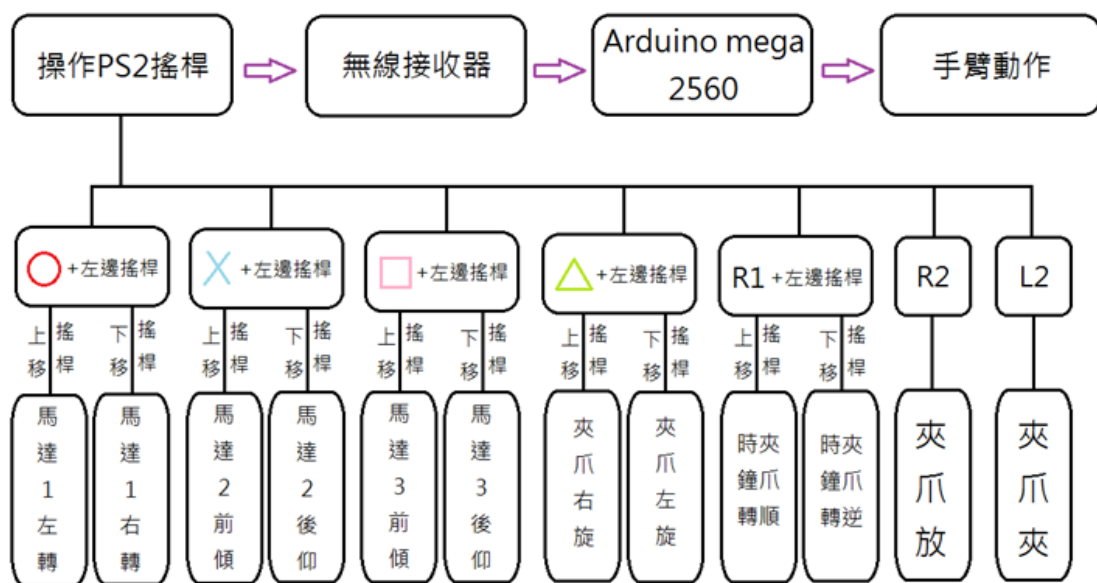 操作PS2搖桿
無線接收器
Arduino mega
2560
手臂動作
+左邊搖桿
+左邊搖桿
+左邊搖桿
+左邊搖桿
R1 +左邊搖桿
R2
L2
上移
搖桿
下移
搖桿
上移
搖桿
下移
搖桿
上移
搖桿
下移
搖桿
上移
搖桿
下移
搖桿
上移
搖桿
下移
搖桿
馬達1左轉
馬達1右轉
馬達2前傾
馬達2後仰
馬達3前傾
馬達3後仰
夾爪右旋
夾爪左旋
夾爪順
時鐘轉
夾爪逆
時鐘轉
夾爪放
夾爪夾